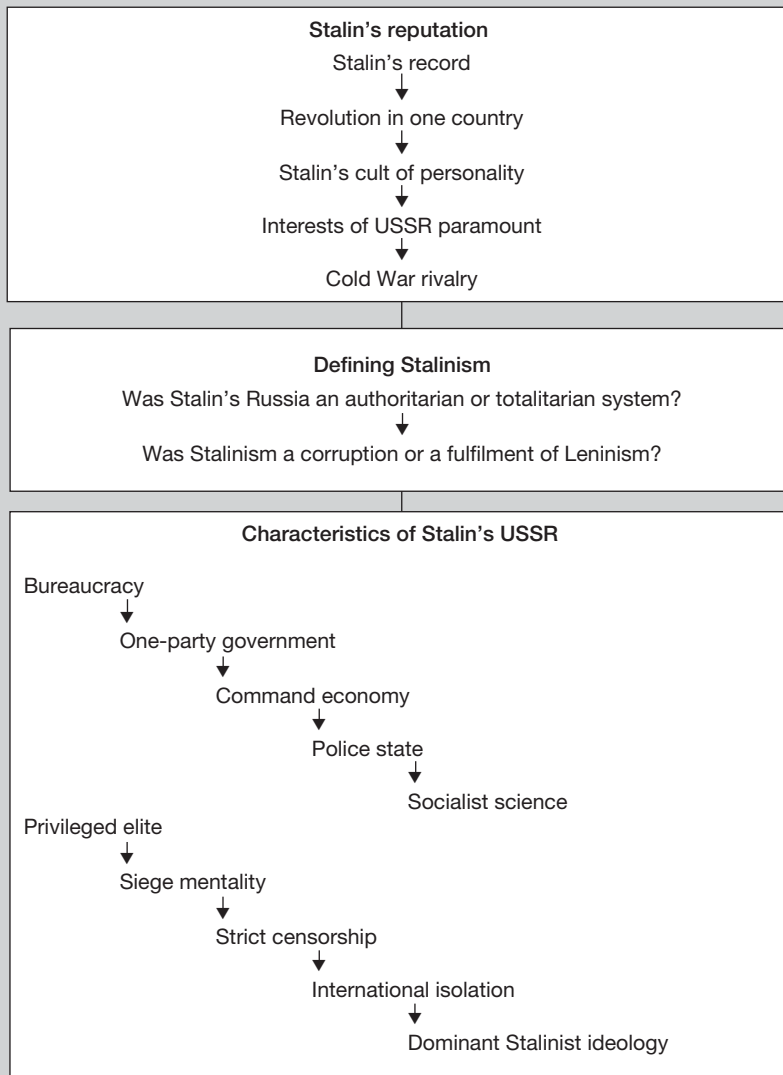 Stalin's reputation
Stalin's record
Revolution in one country
Stalin's cult of personality
Interests of USSR paramount
Cold War rivalry
Defining Stalinism
Was Stalin's Russia an authoritarian or totalitarian system?
Was Stalinism a corruption or a fulfilment of Leninism?
Characteristics of Stalin's USSR
Bureaucracy
One-party government
Command economy
Police state
Socialist science
Privileged elite
Siege mentality
Strict censorship
International isolation
Dominant Stalinist ideology